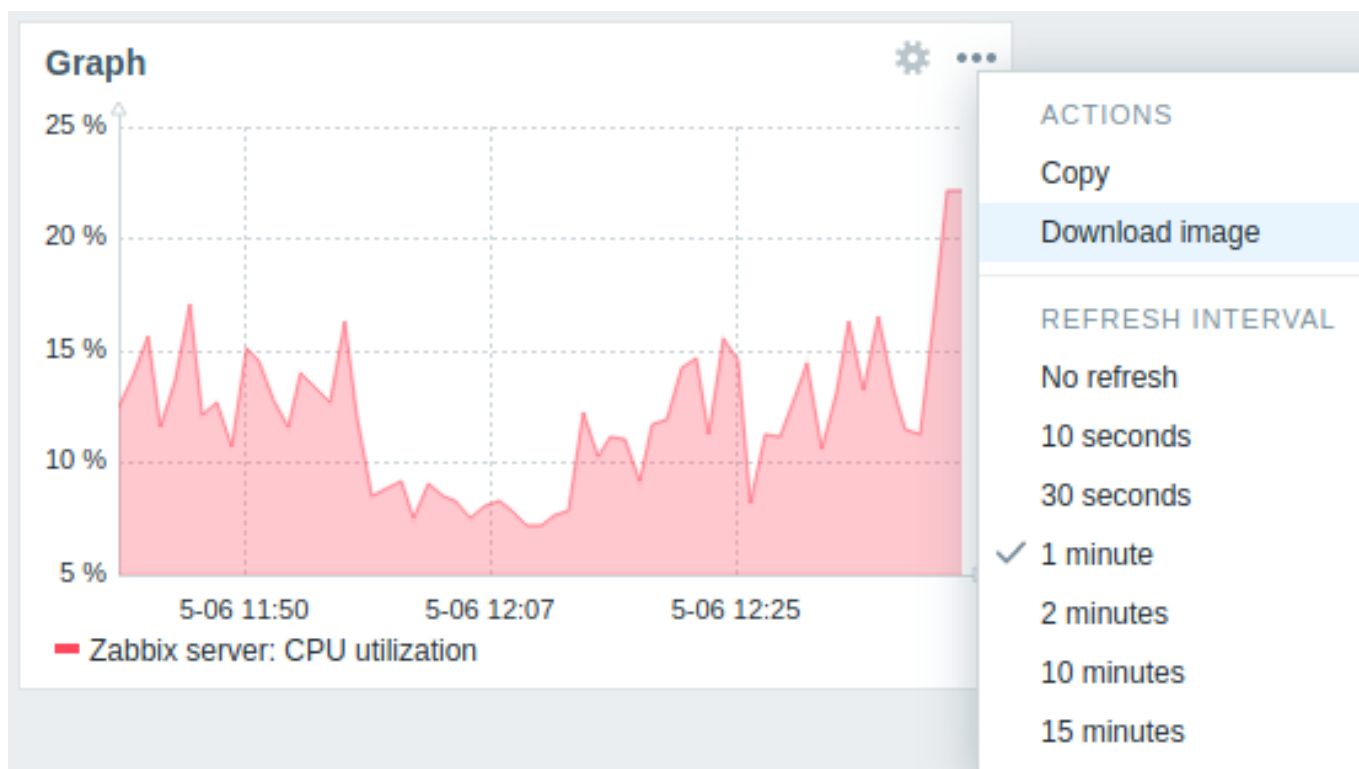 Graph
25 %
20 %
15 %
10 %
5 %
5-06 11:50 5-06 12:07 5-06 12:25
Zabbix server: CPU utilization
ACTIONS
Copy
Download image
REFRESH INTERVAL
No refresh
10 seconds
30 seconds
1 minute
2 minutes
10 minutes
15 minutes